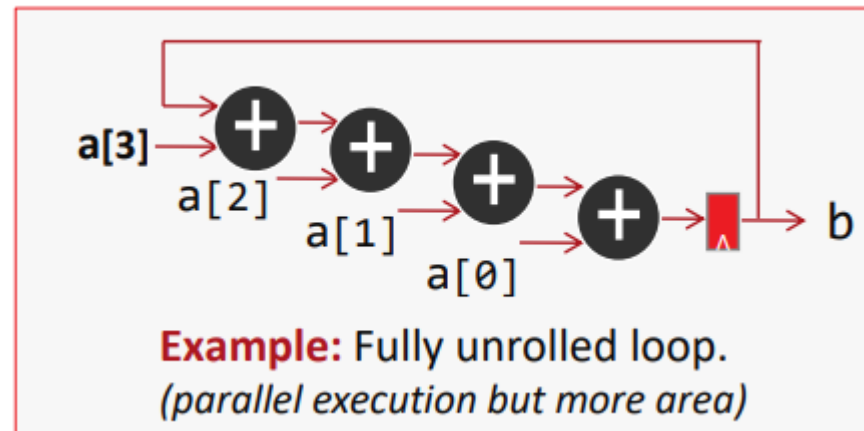 a[3]
a[2]
a[1]
a[0]
+
+
+
+
b
Example: Fully unrolled loop.
(parallel execution but more area)